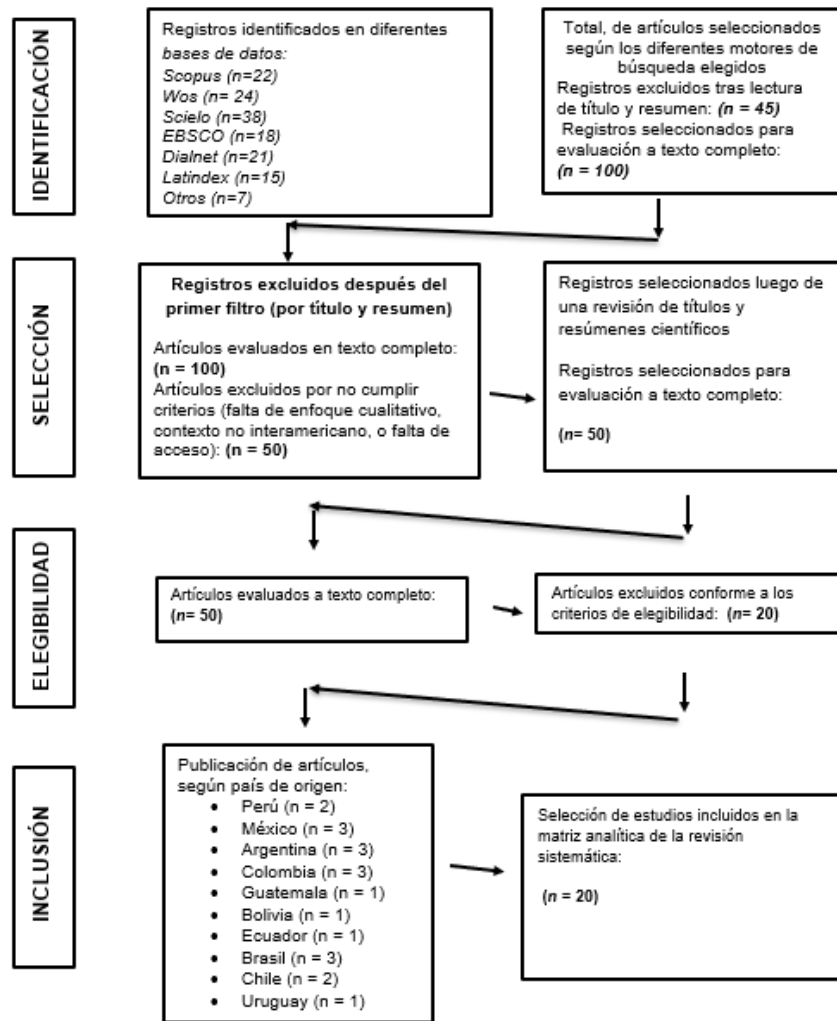 IDENTIFICACIÓN
Registros identificados en diferentes
bases de datos:
Scopus (n=22)
Wos (n= 24)
Scielo (n=38)
EBSCO (n=18)
Dialnet (n=21)
Latindex (n=15)
Otros (n=7)
Total, de artículos seleccionados
según los diferentes motores de
búsqueda elegidos
Registros excluidos tras lectura
de título y resumen: (n = 45)
Registros seleccionados para
evaluación a texto completo:
(n = 100)
SELECCIÓN
Registros excluidos después del
primer filtro (por título y resumen)
Artículos evaluados en texto completo:
(n = 100)
Artículos excluidos por no cumplir
criterios (falta de enfoque cualitativo,
contexto no interamericano, o falta de
acceso): (n = 50)
Registros seleccionados luego de
una revisión de títulos y
resúmenes científicos
Registros seleccionados para
evaluación a texto completo:
(n= 50)
ELEGIBILIDAD
Artículos evaluados a texto completo:
(n= 50)
Artículos excluidos conforme a los
criterios de elegibilidad: (n= 20)
INCLUSIÓN
Publicación de artículos,
según país de origen:
• Perú (n = 2)
• México (n = 3)
• Argentina (n = 3)
• Colombia (n = 3)
• Guatemala (n = 1)
• Bolivia (n = 1)
• Ecuador (n = 1)
• Brasil (n = 3)
• Chile (n = 2)
• Uruguay (n = 1)
Selección de estudios incluidos en la
matriz analítica de la revisión
sistemática:
(n = 20)